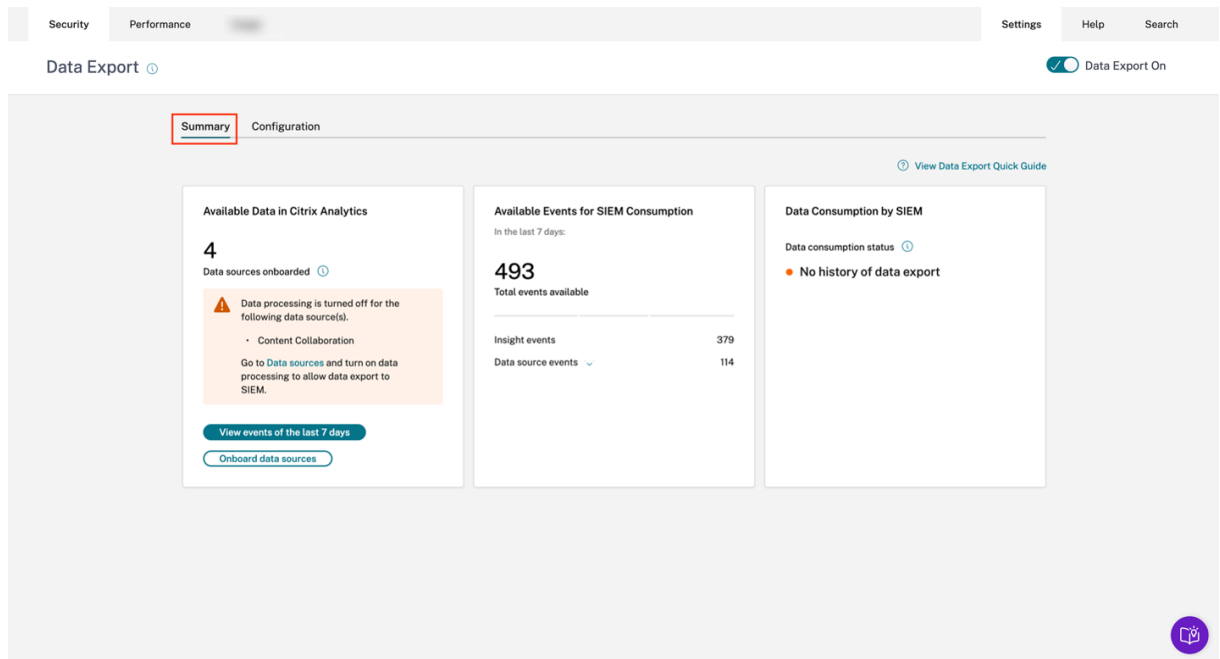 Security
Performance
Settings
Help
Search
Data Export
Data Export On
Summary
Configuration
View Data Export Quick Guide
Available Data in Citrix Analytics
4
Data sources onboarded
Data processing is turned off for the
following data source(s).
• Content Collaboration
Go to Data sources and turn on data
processing to allow data export to
SIEM.
View events of the last 7 days
Onboard data sources
Available Events for SIEM Consumption
In the last 7 days:
493
Total events available
Insight events 379
Data source events 114
Data Consumption by SIEM
Data consumption status
No history of data export